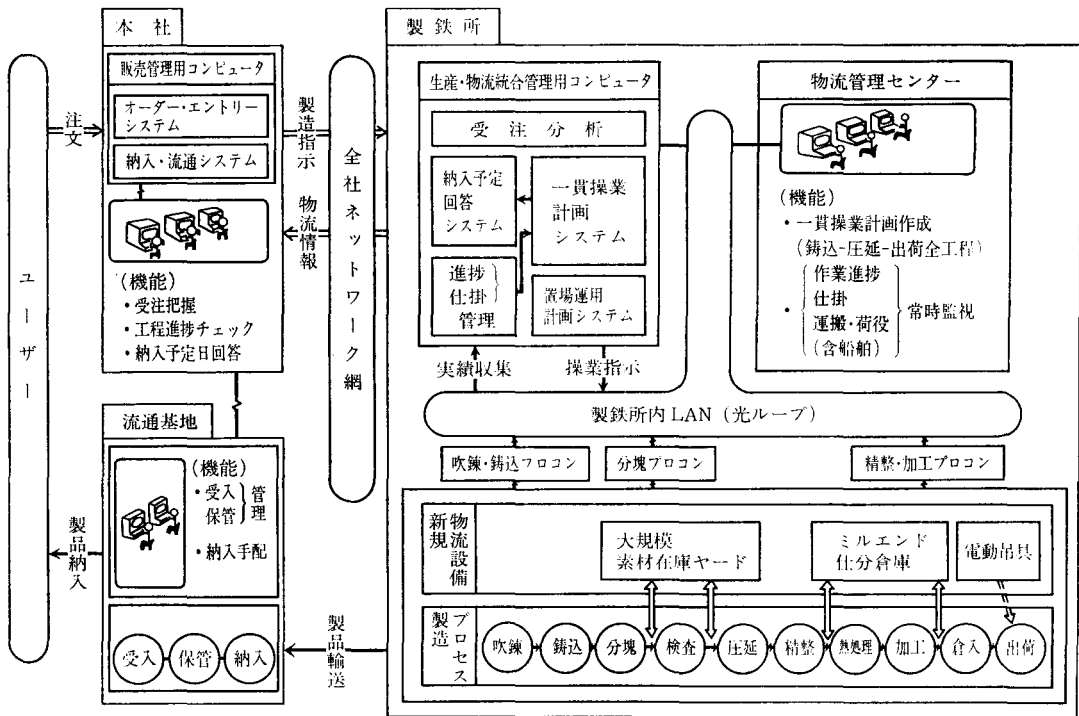 ユーザー
注文
製品納入
本社
販売管理用コンピュータ
オーダー・エントリー
システム
納入・流通システム
(機能)
・受注把握
・工程進捗チェック
・納入予定日回答
流通基地
(機能)
・受入
保管
管理
・納入手配
受入
保管
納入
製造指示
物流情報
製品輸送
全社ネットワーク網
製鉄所
生産・物流統合管理用コンピュータ
受注分析
納入予定
回答
システム
一貫操業
計画
システム
進捗
仕掛
管理
置場運用
計画システム
実績収集
操業指示
物流管理センター
(機能)
・一貫操業計画作成
(鋳込-圧延-出荷全工程)
・
作業進捗
仕掛
運搬・荷役
(含船舶)
常時監視
製鉄所内 LAN (光ループ)
吹錬・鋳込プロコン
分塊プロコン
精整・加工プロコン
新規
物流設備
大規模
素材在庫ヤード
ミルエンド
仕分倉庫
電動吊具
製造
プロセス
吹錬
鋳込
分塊
検査
圧延
精整
熱処理
加工
倉入
出荷